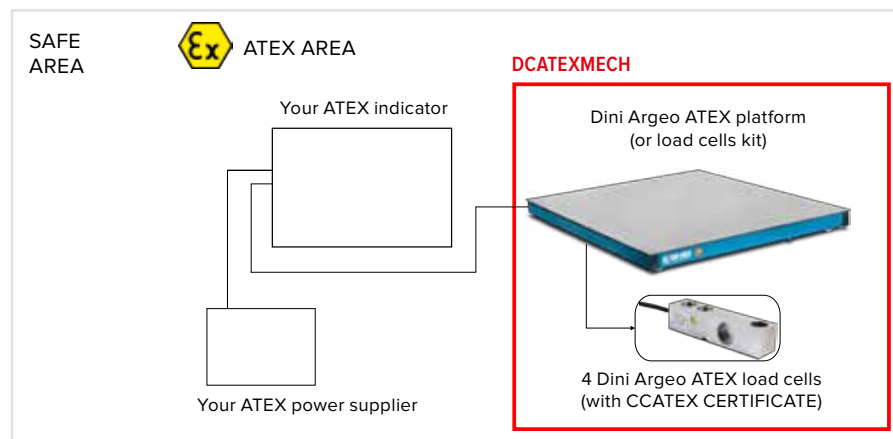 SAFE
AREA
Ex
ATEX AREA
DCATEXMECH
Your ATEX indicator
Dini Argeo ATEX platform
(or load cells kit)
4 Dini Argeo ATEX load cells
(with CCATEX CERTIFICATE)
Your ATEX power supplier